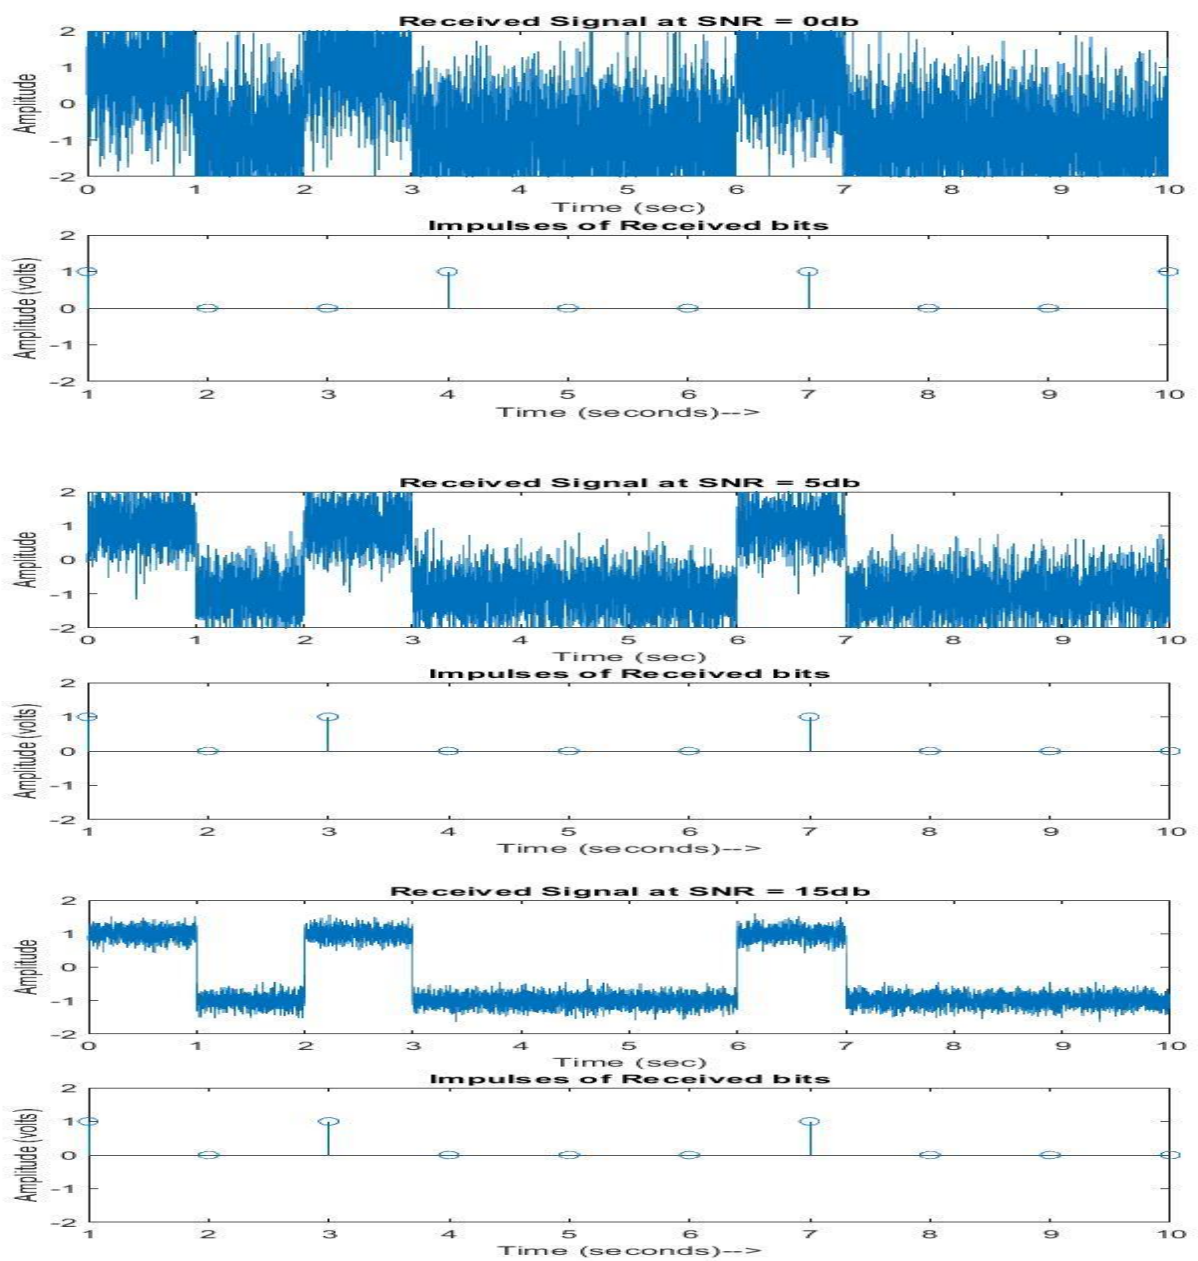 Received Signal at SNR = 0db
2
1
0
-1
-2
Amplitude
0 1 2 3 4 5 6 7 8 9 10
Time (sec)
Impulses of Received bits
2
1
0
-1
-2
Amplitude (volts)
1 2 3 4 5 6 7 8 9 10
Time (seconds)-->
Received Signal at SNR = 5db
2
1
0
-1
-2
Amplitude
0 1 2 3 4 5 6 7 8 9 10
Time (sec)
Impulses of Received bits
2
1
0
-1
-2
Amplitude (volts)
1 2 3 4 5 6 7 8 9 10
Time (seconds)-->
Received Signal at SNR = 15db
2
1
0
-1
-2
Amplitude
0 1 2 3 4 5 6 7 8 9 10
Time (sec)
Impulses of Received bits
2
1
0
-1
-2
Amplitude (volts)
1 2 3 4 5 6 7 8 9 10
Time (seconds)-->